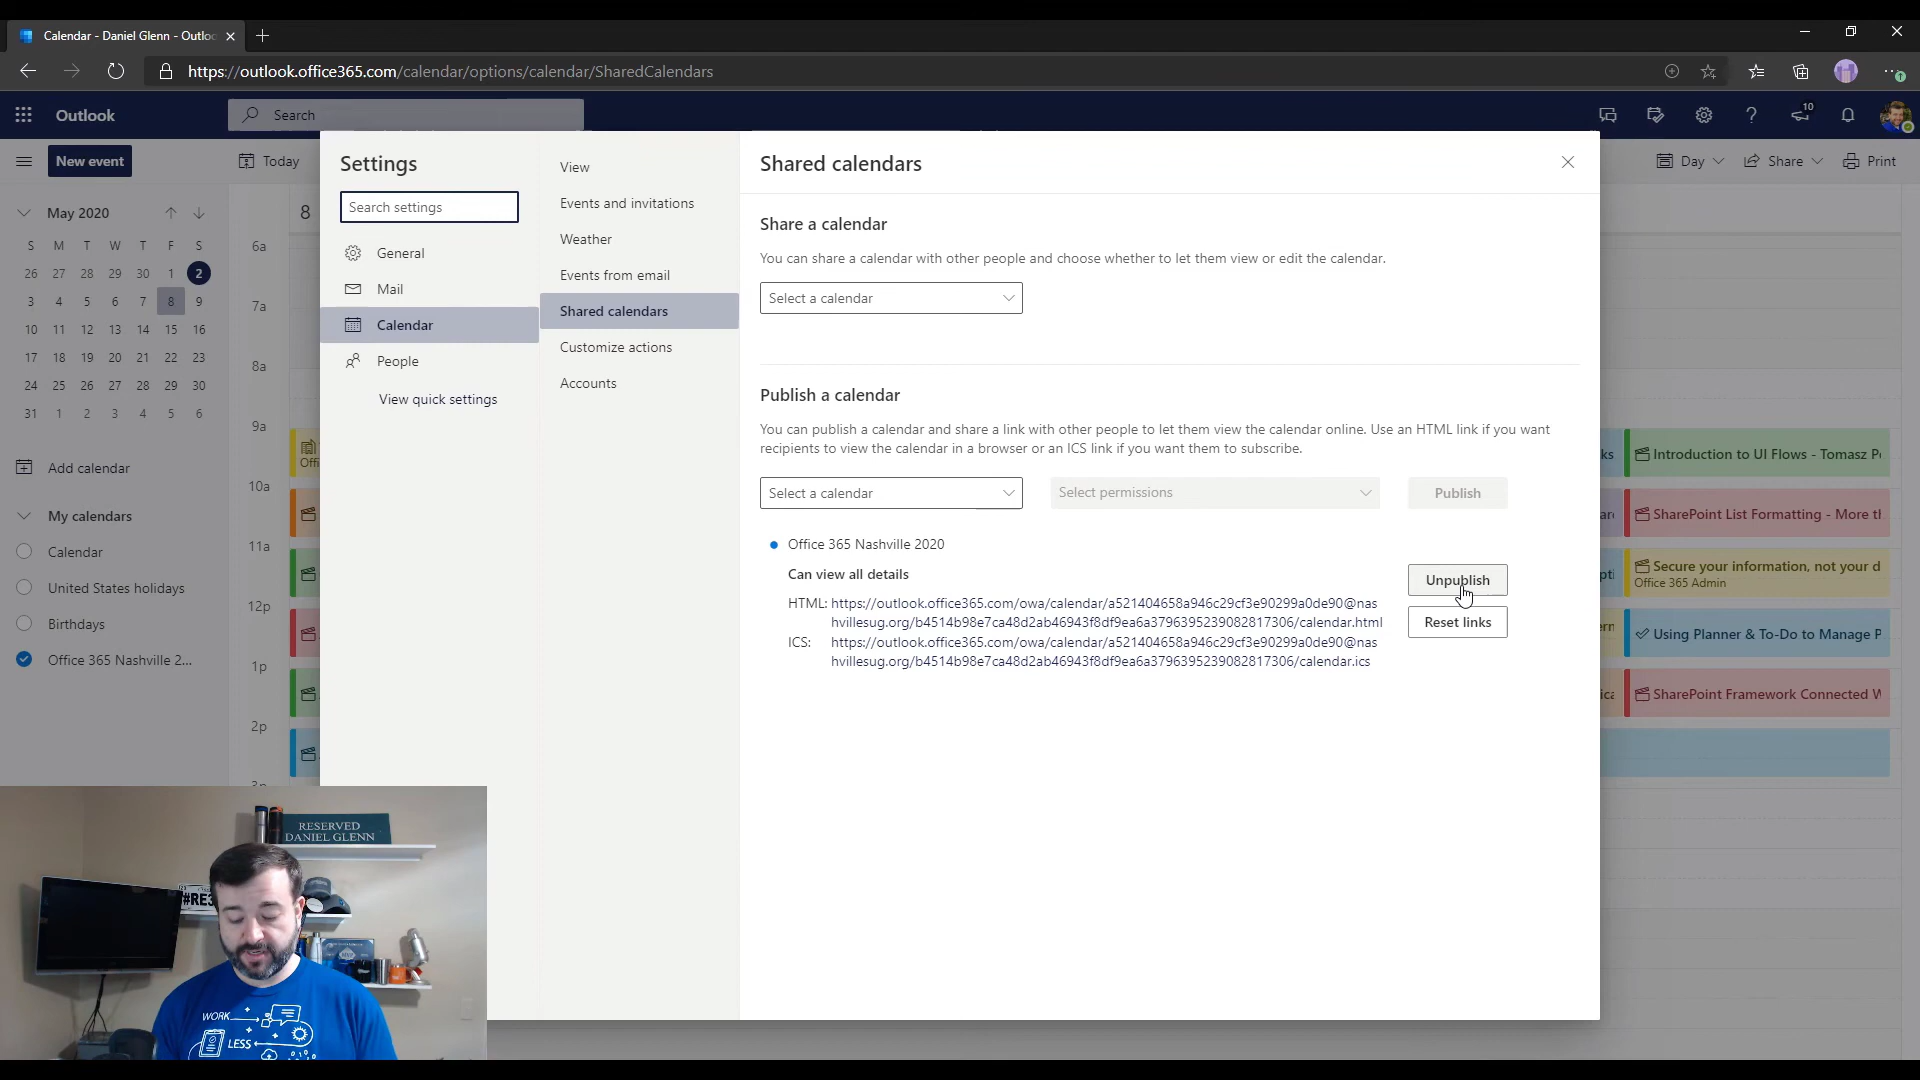 Calendar - Daniel Glenn - Outlo
https://outlook.office365.com/calendar/options/calendar/SharedCalendars
Outlook
Search
10
New event
Today
Day
Share
Print
May 2020
S M T W T F S
26 27 28 29 30 1 2
3 4 5 6 7 8 9
10 11 12 13 14 15 16
17 18 19 20 21 22 23
24 25 26 27 28 29 30
31 1 2 3 4 5 6
Add calendar
My calendars
Calendar
United States holidays
Birthdays
Office 365 Nashville 2...
8
6a
7a
8a
9a
10a
11a
12p
1p
2p
Offi
Settings
Search settings
General
Mail
Calendar
People
View quick settings
View
Events and invitations
Weather
Events from email
Shared calendars
Customize actions
Accounts
Shared calendars
Share a calendar
You can share a calendar with other people and choose whether to let them view or edit the calendar.
Select a calendar
Publish a calendar
You can publish a calendar and share a link with other people to let them view the calendar online. Use an HTML link if you want
recipients to view the calendar in a browser or an ICS link if you want them to subscribe.
Select a calendar
Select permissions
Publish
Office 365 Nashville 2020
Can view all details
Unpublish
HTML: https://outlook.office365.com/owa/calendar/a521404658a946c29cf3e90299a0de90@nas
hvillesug.org/b4514b98e7ca48d2ab46943f8df9ea6a3796395239082817306/calendar.html
Reset links
ICS: https://outlook.office365.com/owa/calendar/a521404658a946c29cf3e90299a0de90@nas
hvillesug.org/b4514b98e7ca48d2ab46943f8df9ea6a3796395239082817306/calendar.ics
ks
Introduction to UI Flows - Tomasz P
SharePoint List Formatting - More tl
Secure your information, not your d
Office 365 Admin
Using Planner & To-Do to Manage P
SharePoint Framework Connected W
RESERVED
DANIEL GLENN
#RE3
WORK
LESS